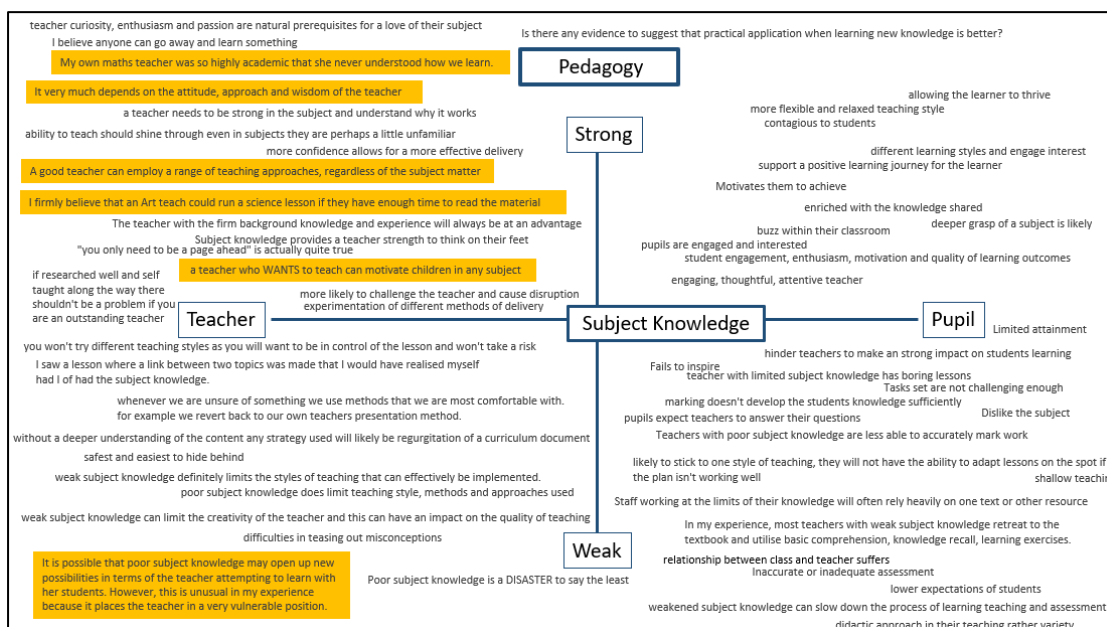 teacher curiosity, enthusiasm and passion are natural prerequisites for a love of their subject
I believe anyone can go away and learn something
My own maths teacher was so highly academic that she never understood how we learn.
It very much depends on the attitude, approach and wisdom of the teacher
a teacher needs to be strong in the subject and understand why it works
ability to teach should shine through even in subjects they are perhaps a little unfamiliar
more confidence allows for a more effective delivery
A good teacher can employ a range of teaching approaches, regardless of the subject matter
I firmly believe that an Art teach could run a science lesson if they have enough time to read the material
The teacher with the firm background knowledge and experience will always be at an advantage
Subject knowledge provides a teacher strength to think on their feet
"you only need to be a page ahead" is actually quite true
a teacher who WANTS to teach can motivate children in any subject
if researched well and self
taught along the way there
shouldn't be a problem if you
are an outstanding teacher
more likely to challenge the teacher and cause disruption
experimentation of different methods of delivery
Is there any evidence to suggest that practical application when learning new knowledge is better?
Pedagogy
Strong
allowing the learner to thrive
more flexible and relaxed teaching style
contagious to students
different learning styles and engage interest
support a positive learning journey for the learner
Motivates them to achieve
enriched with the knowledge shared
deeper grasp of a subject is likely
buzz within their classroom
pupils are engaged and interested
student engagement, enthusiasm, motivation and quality of learning outcomes
engaging, thoughtful, attentive teacher
Teacher
Subject Knowledge
Pupil
you won't try different teaching styles as you will want to be in control of the lesson and won't take a risk
I saw a lesson where a link between two topics was made that I would have realised myself
had I of had the subject knowledge.
whenever we are unsure of something we use methods that we are most comfortable with.
for example we revert back to our own teachers presentation method.
without a deeper understanding of the content any strategy used will likely be regurgitation of a curriculum document
safest and easiest to hide behind
weak subject knowledge definitely limits the styles of teaching that can effectively be implemented.
poor subject knowledge does limit teaching style, methods and approaches used
weak subject knowledge can limit the creativity of the teacher and this can have an impact on the quality of teaching
difficulties in teasing out misconceptions
It is possible that poor subject knowledge may open up new
possibilities in terms of the teacher attempting to learn with
her students. However, this is unusual in my experience
because it places the teacher in a very vulnerable position.
Weak
Poor subject knowledge is a DISASTER to say the least
Limited attainment
hinder teachers to make an strong impact on students learning
Fails to inspire
teacher with limited subject knowledge has boring lessons
Tasks set are not challenging enough
marking doesn't develop the students knowledge sufficiently
Dislike the subject
pupils expect teachers to answer their questions
Teachers with poor subject knowledge are less able to accurately mark work
likely to stick to one style of teaching, they will not have the ability to adapt lessons on the spot if
the plan isn't working well
shallow teachin
Staff working at the limits of their knowledge will often rely heavily on one text or other resource
In my experience, most teachers with weak subject knowledge retreat to the
textbook and utilise basic comprehension, knowledge recall, learning exercises.
relationship between class and teacher suffers
Inaccurate or inadequate assessment
lower expectations of students
weakened subject knowledge can slow down the process of learning teaching and assessment
didactic approach in their teaching rather variety